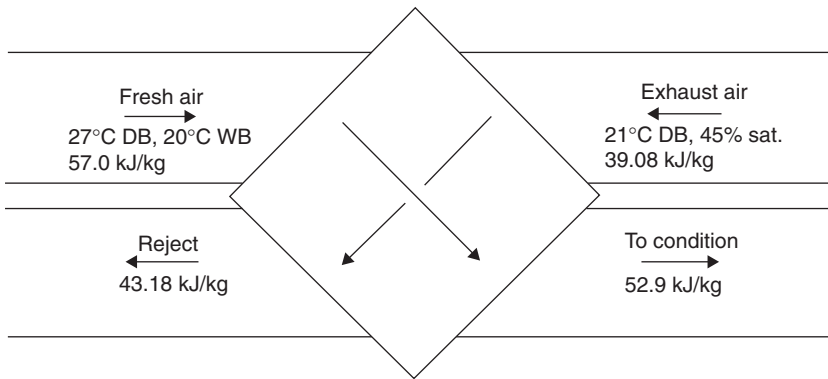 Fresh air
27°C DB, 20°C WB
57.0 kJ/kg
Exhaust air
21°C DB, 45% sat.
39.08 kJ/kg
Reject
43.18 kJ/kg
To condition
52.9 kJ/kg